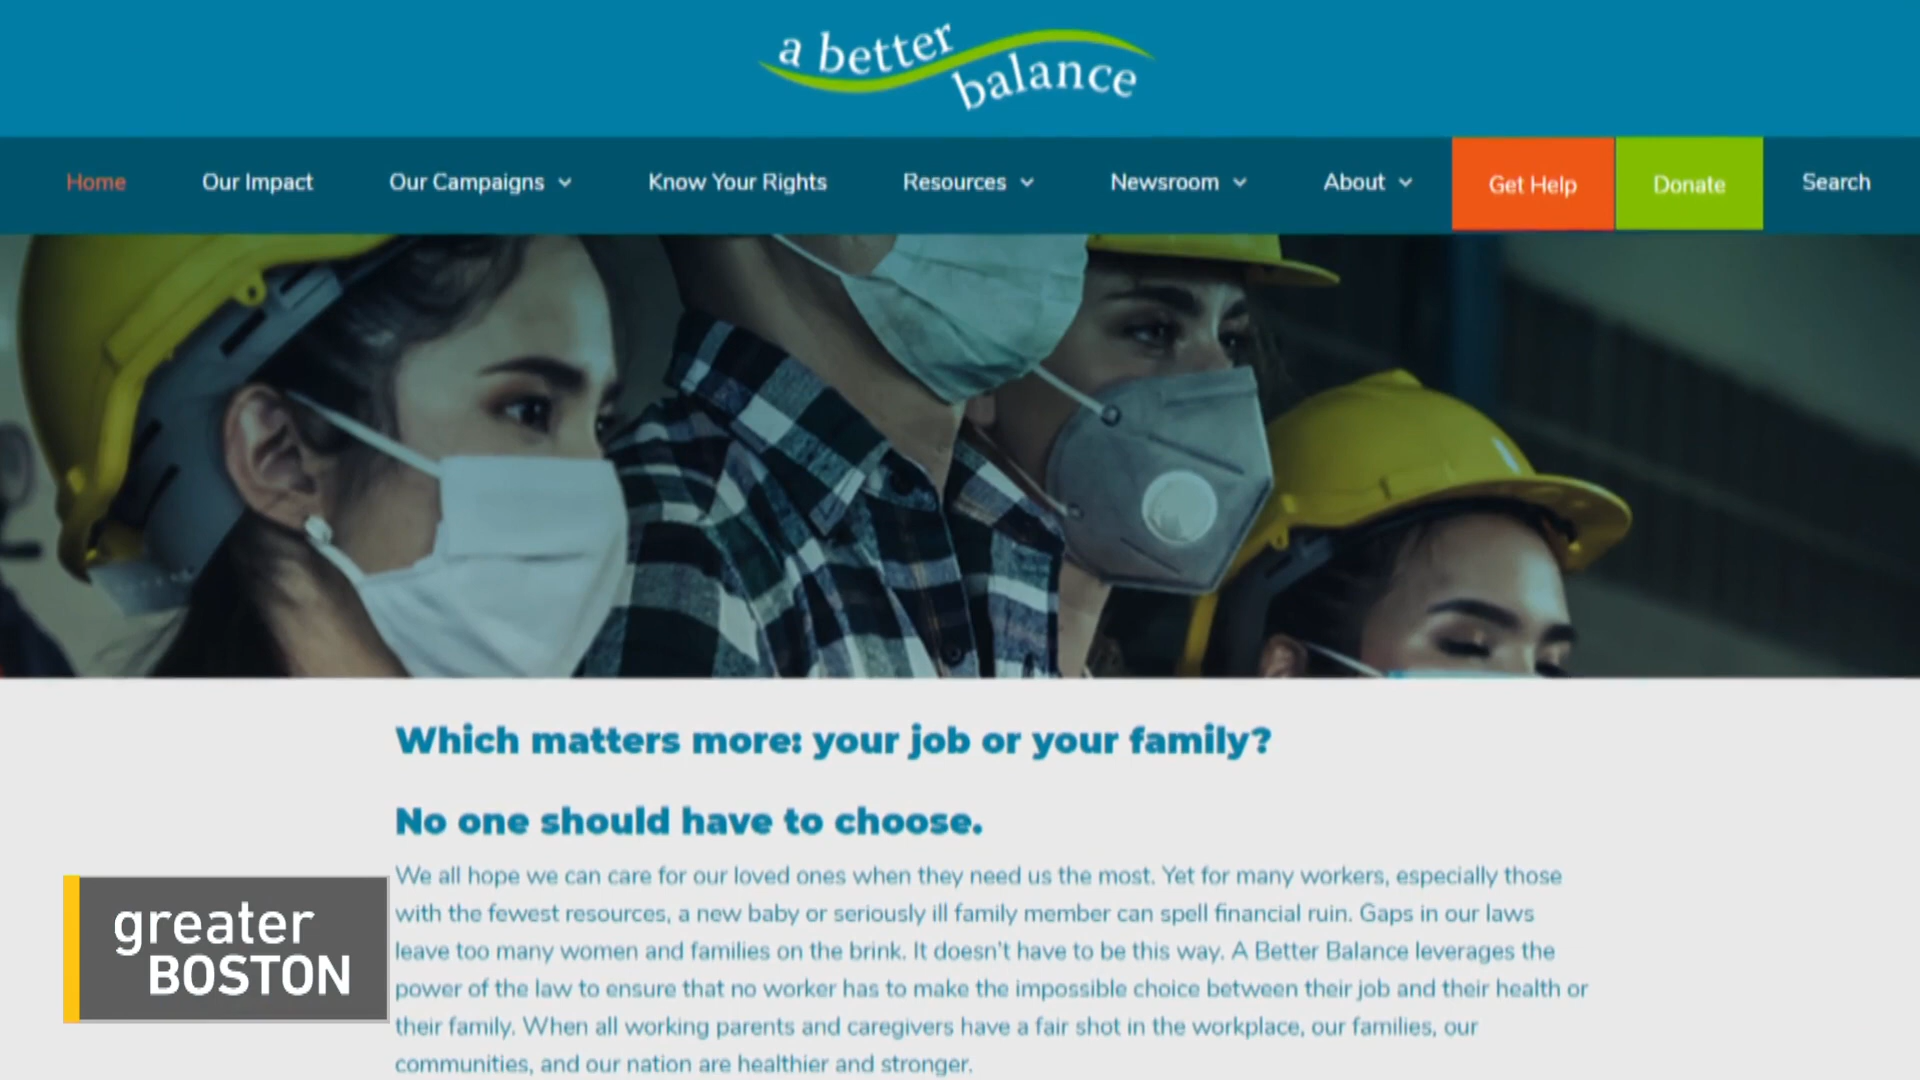 a better
balance
Home Our Impact Our Campaigns Know Your Rights Resources Newsroom About Get Help Donate Search
Which matters more: your job or your family?
No one should have to choose.
We all hope we can care for our loved ones when they need us the most. Yet for many workers, especially those
with the fewest resources, a new baby or seriously ill family member can spell financial ruin. Gaps in our laws
leave too many women and families on the brink. It doesn't have to be this way. A Better Balance leverages the
power of the law to ensure that no worker has to make the impossible choice between their job and their health or
their family. When all working parents and caregivers have a fair shot in the workplace, our families, our
communities, and our nation are healthier and stronger.
greater
BOSTON